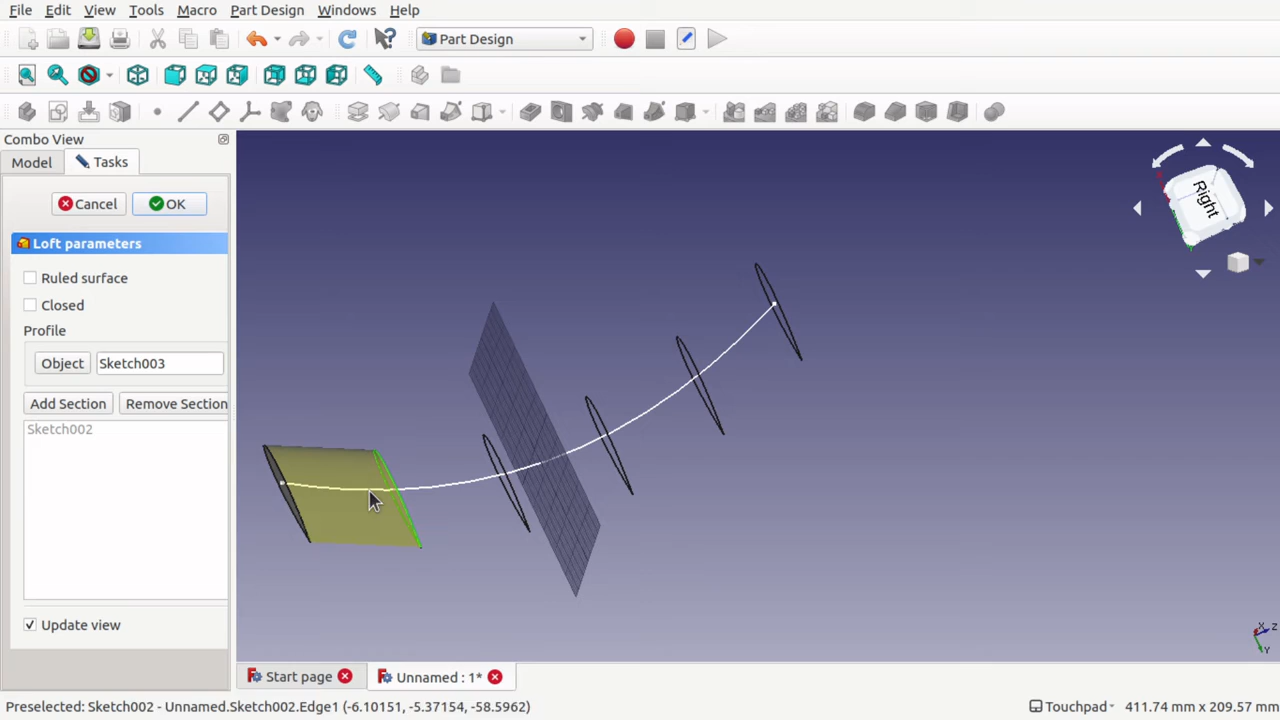 File Edit View Tools Macro Part Design Windows Help
Part Design
Combo View
Model Tasks
Cancel OK
Loft parameters
Ruled surface
Closed
Profile
Object Sketch003
Add Section Remove Section
Sketch002
Update view
Right
X Z
Y
Start page Unnamed : 1*
Preselected: Sketch002 - Unnamed.Sketch002.Edge1 (-6.10151, -5.37154, -58.5962) Touchpad 411.74 mm x 209.57 mm